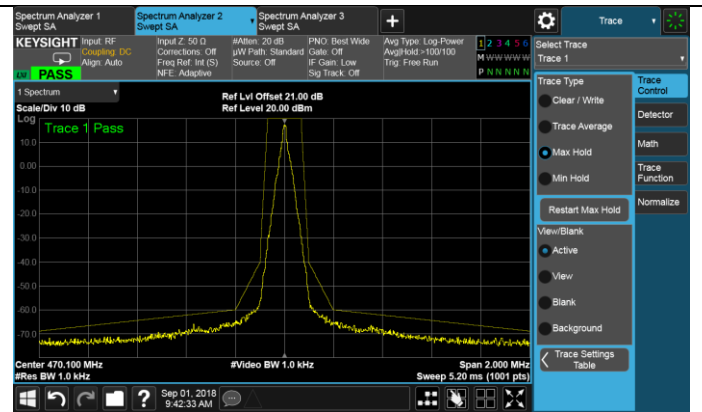 Spectrum Analyzer 1
Swept SA
Spectrum Analyzer 2
Swept SA
Spectrum Analyzer 3
Swept SA
Trace
KEYSIGHT
Input: RF
Coupling: DC
Align: Auto
Input Z: 50 Ω
Corrections: Off
Freq Ref: Int (S)
NFE: Adaptive
#Atten: 20 dB
µW Path: Standard
Source: Off
PNO: Best Wide
Gate: Off
IF Gain: Low
Sig Track: Off
Avg Type: Log-Power
Avg|Hold:>100/100
Trig: Free Run
1 2 3 4 5 6
M W W W W W
P N N N N N
LNI PASS
1 Spectrum
Scale/Div 10 dB
Log
Ref Lvl Offset 21.00 dB
Ref Level 20.00 dBm
Trace 1 Pass
10.0
0.00
-10.0
-20.0
-30.0
-40.0
-50.0
-60.0
-70.0
Center 470.100 MHz
#Res BW 1.0 kHz
#Video BW 1.0 kHz
Span 2.000 MHz
Sweep 5.20 ms (1001 pts)
Select Trace
Trace 1
Trace Type
Clear / Write
Trace Average
Max Hold
Min Hold
Restart Max Hold
View/Blank
Active
View
Blank
Background
Trace Settings
Table
Trace
Control
Detector
Math
Trace
Function
Normalize
?
Sep 01, 2018
9:42:33 AM